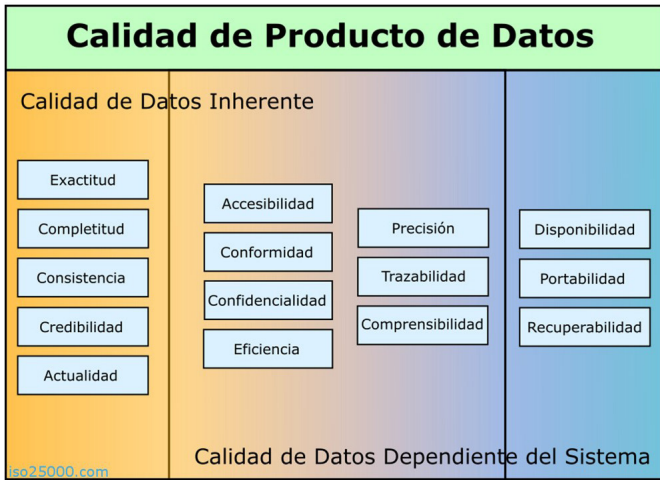 Calidad de Producto de Datos
Calidad de Datos Inherente
Exactitud
Completitud
Consistencia
Credibilidad
Actualidad
Accesibilidad
Conformidad
Confidencialidad
Eficiencia
Precisión
Trazabilidad
Comprensibilidad
Disponibilidad
Portabilidad
Recuperabilidad
Calidad de Datos Dependiente del Sistema
iso25000.com